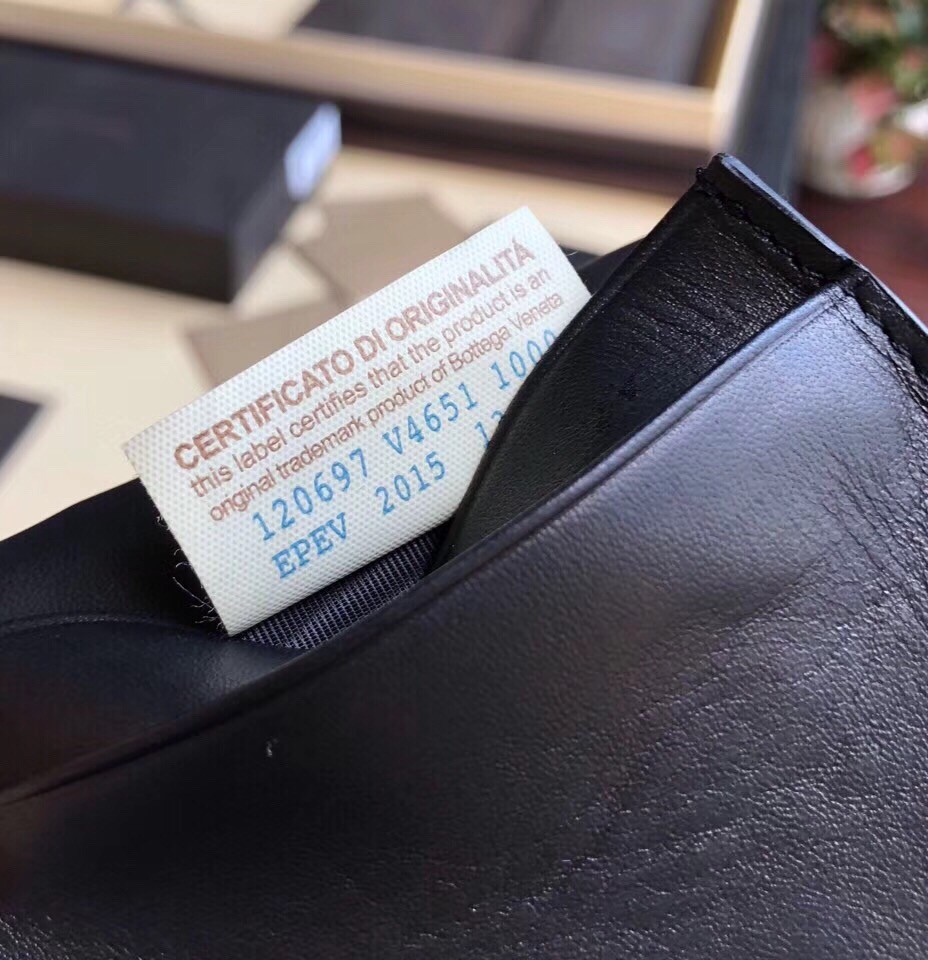 CERTIFICATO DI ORIGINALITÁ
this label certifies that the product is an
original trademark product of Bottega Veneta
120697 V4651 1000
EPEV 2015